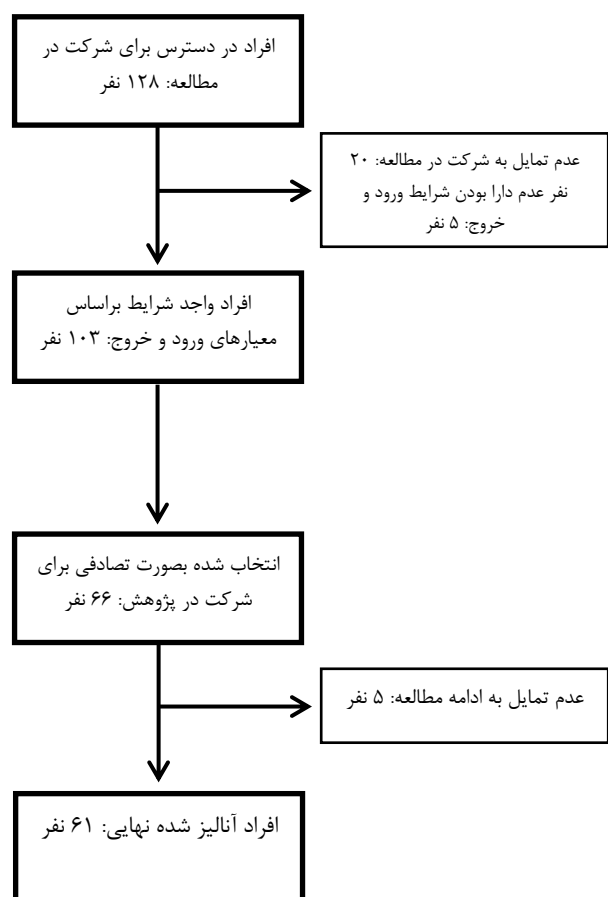 افراد در دسترس برای شرکت در
مطالعه: ۱۲۸ نفر
عدم تمایل به شرکت در مطالعه: ۲۰
نفر عدم دارا بودن شرایط ورود و
خروج: ۵ نفر
افراد واجد شرایط براساس
معیارهای ورود و خروج: ۱۰۳ نفر
انتخاب شده بصورت تصادفی برای
شرکت در پژوهش: ۶۶ نفر
عدم تمایل به ادامه مطالعه: ۵ نفر
افراد آنالیز شده نهایی: ۶۱ نفر